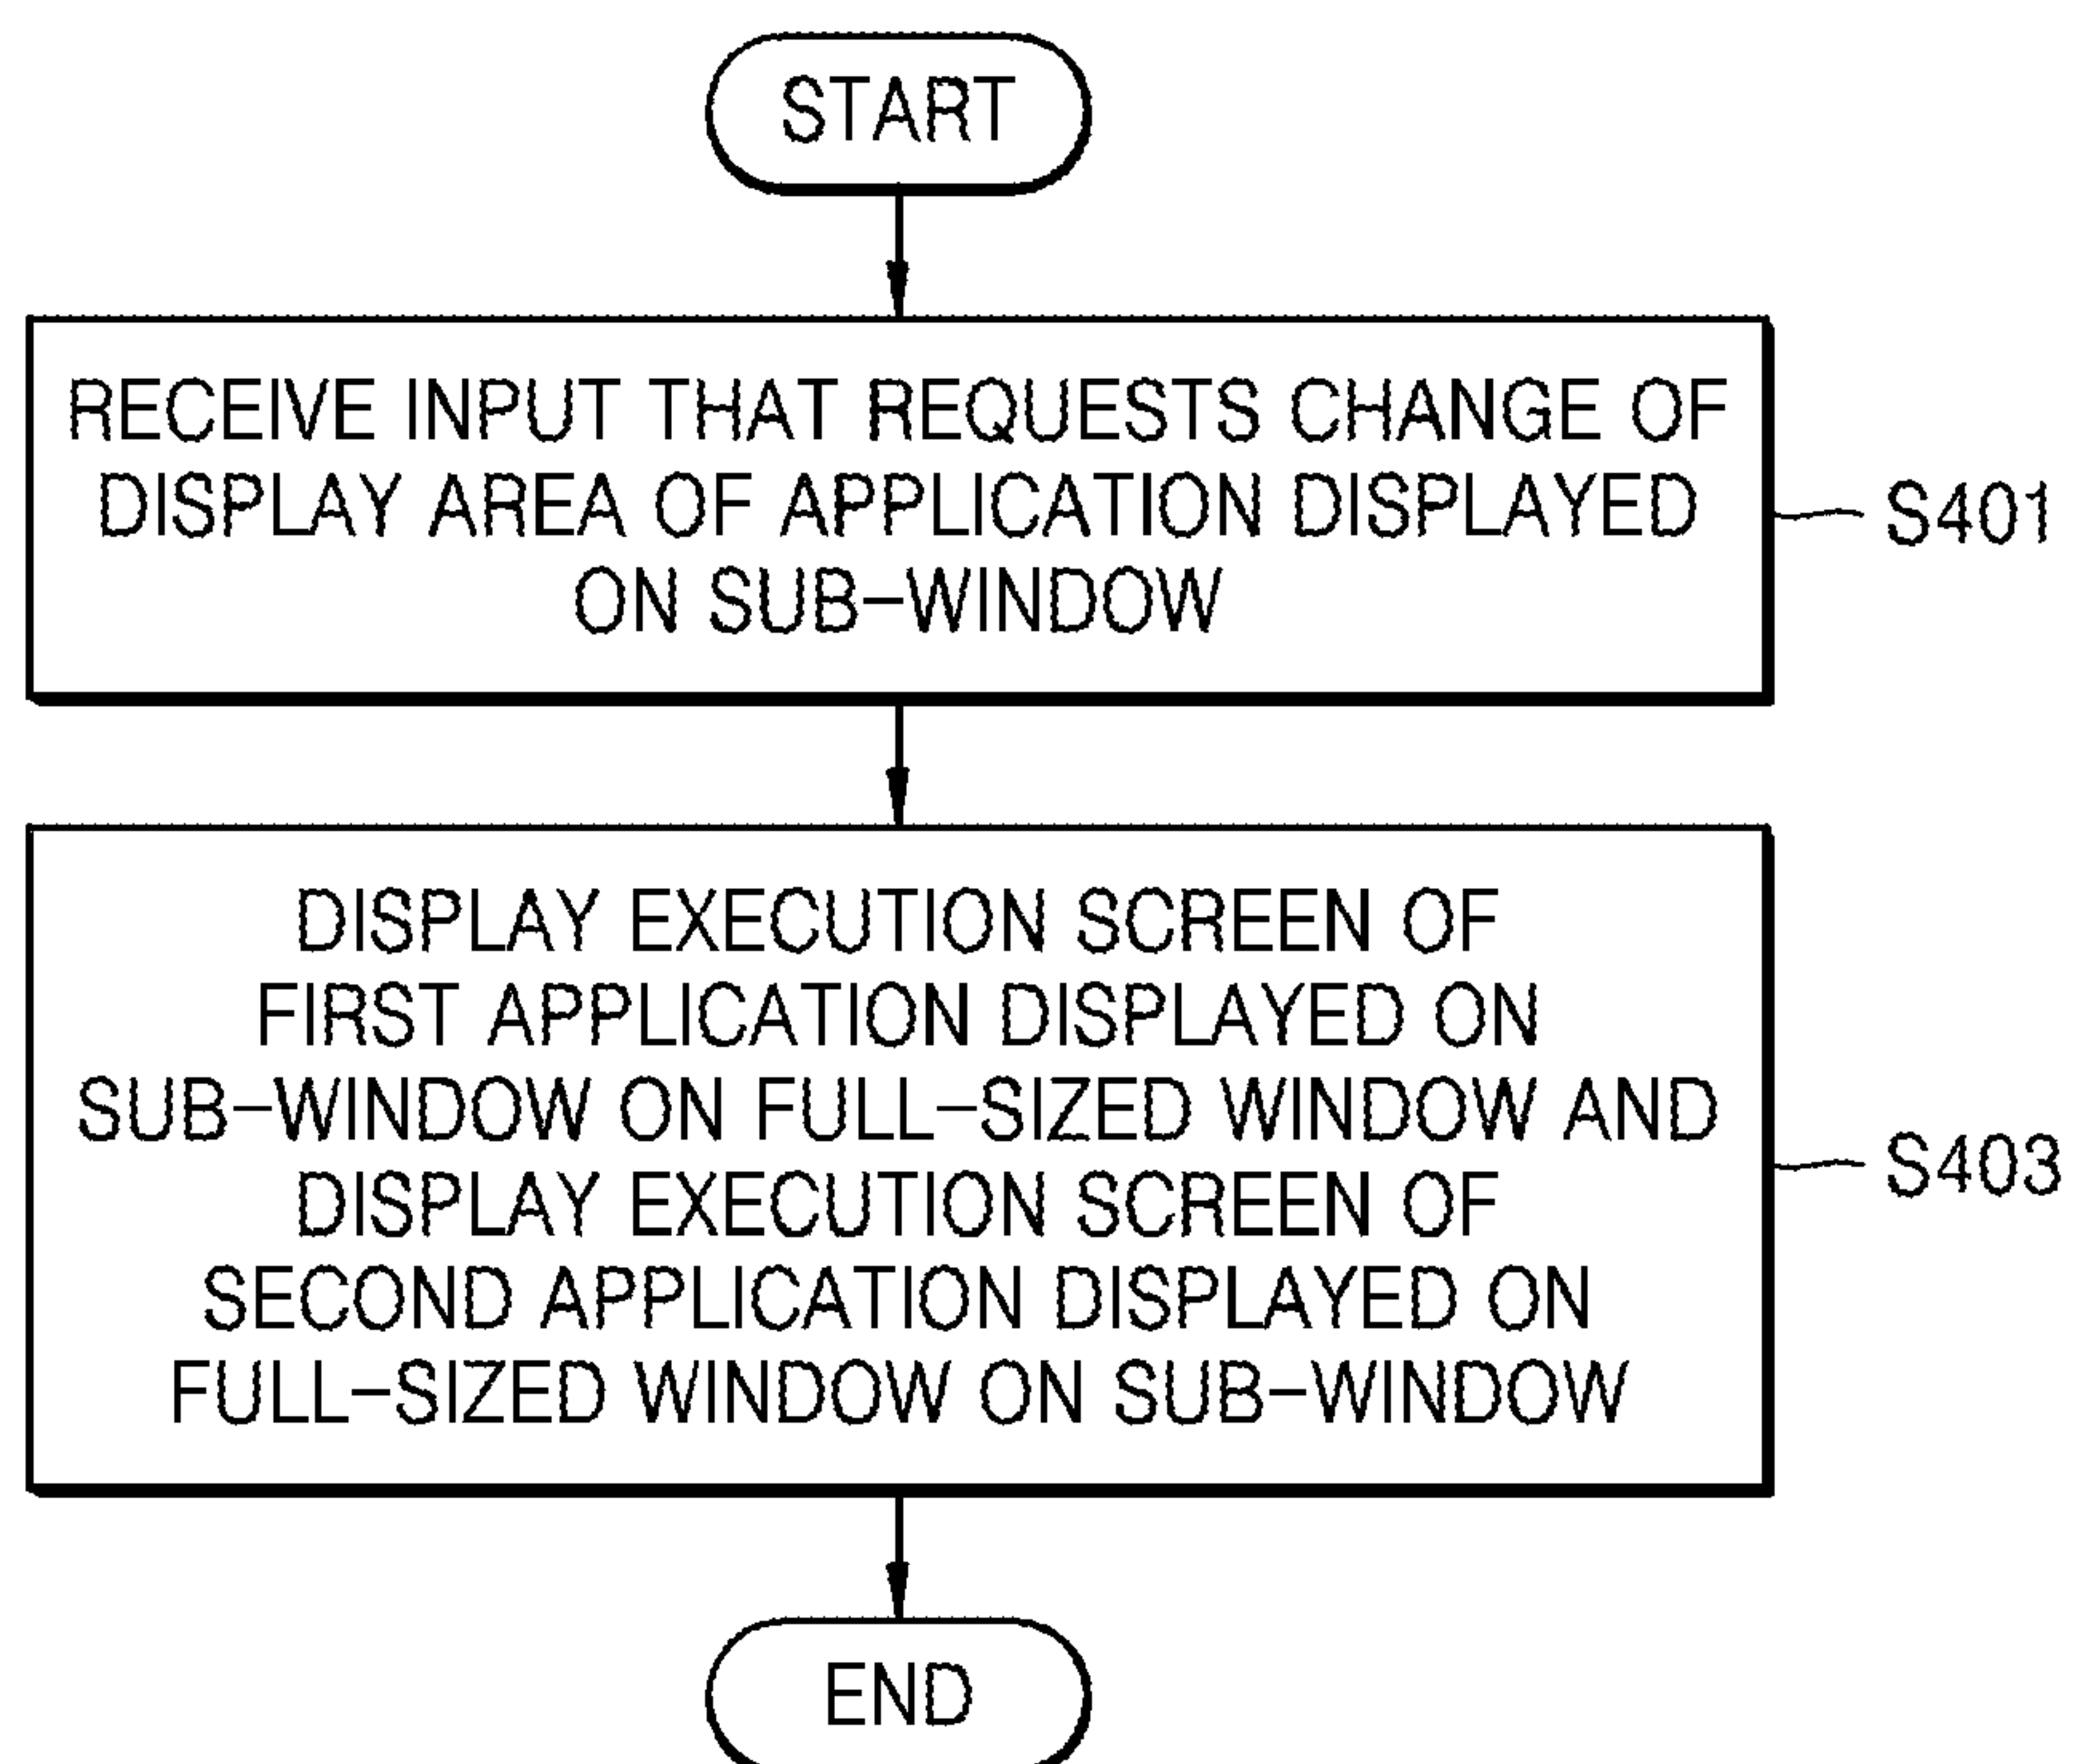 START
RECEIVE INPUT THAT REQUESTS CHANGE OF
DISPLAY AREA OF APPLICATION DISPLAYED
ON SUB-WINDOW
S401
DISPLAY EXECUTION SCREEN OF
FIRST APPLICATION DISPLAYED ON
SUB-WINDOW ON FULL-SIZED WINDOW AND
DISPLAY EXECUTION SCREEN OF
SECOND APPLICATION DISPLAYED ON
FULL-SIZED WINDOW ON SUB-WINDOW
S403
END